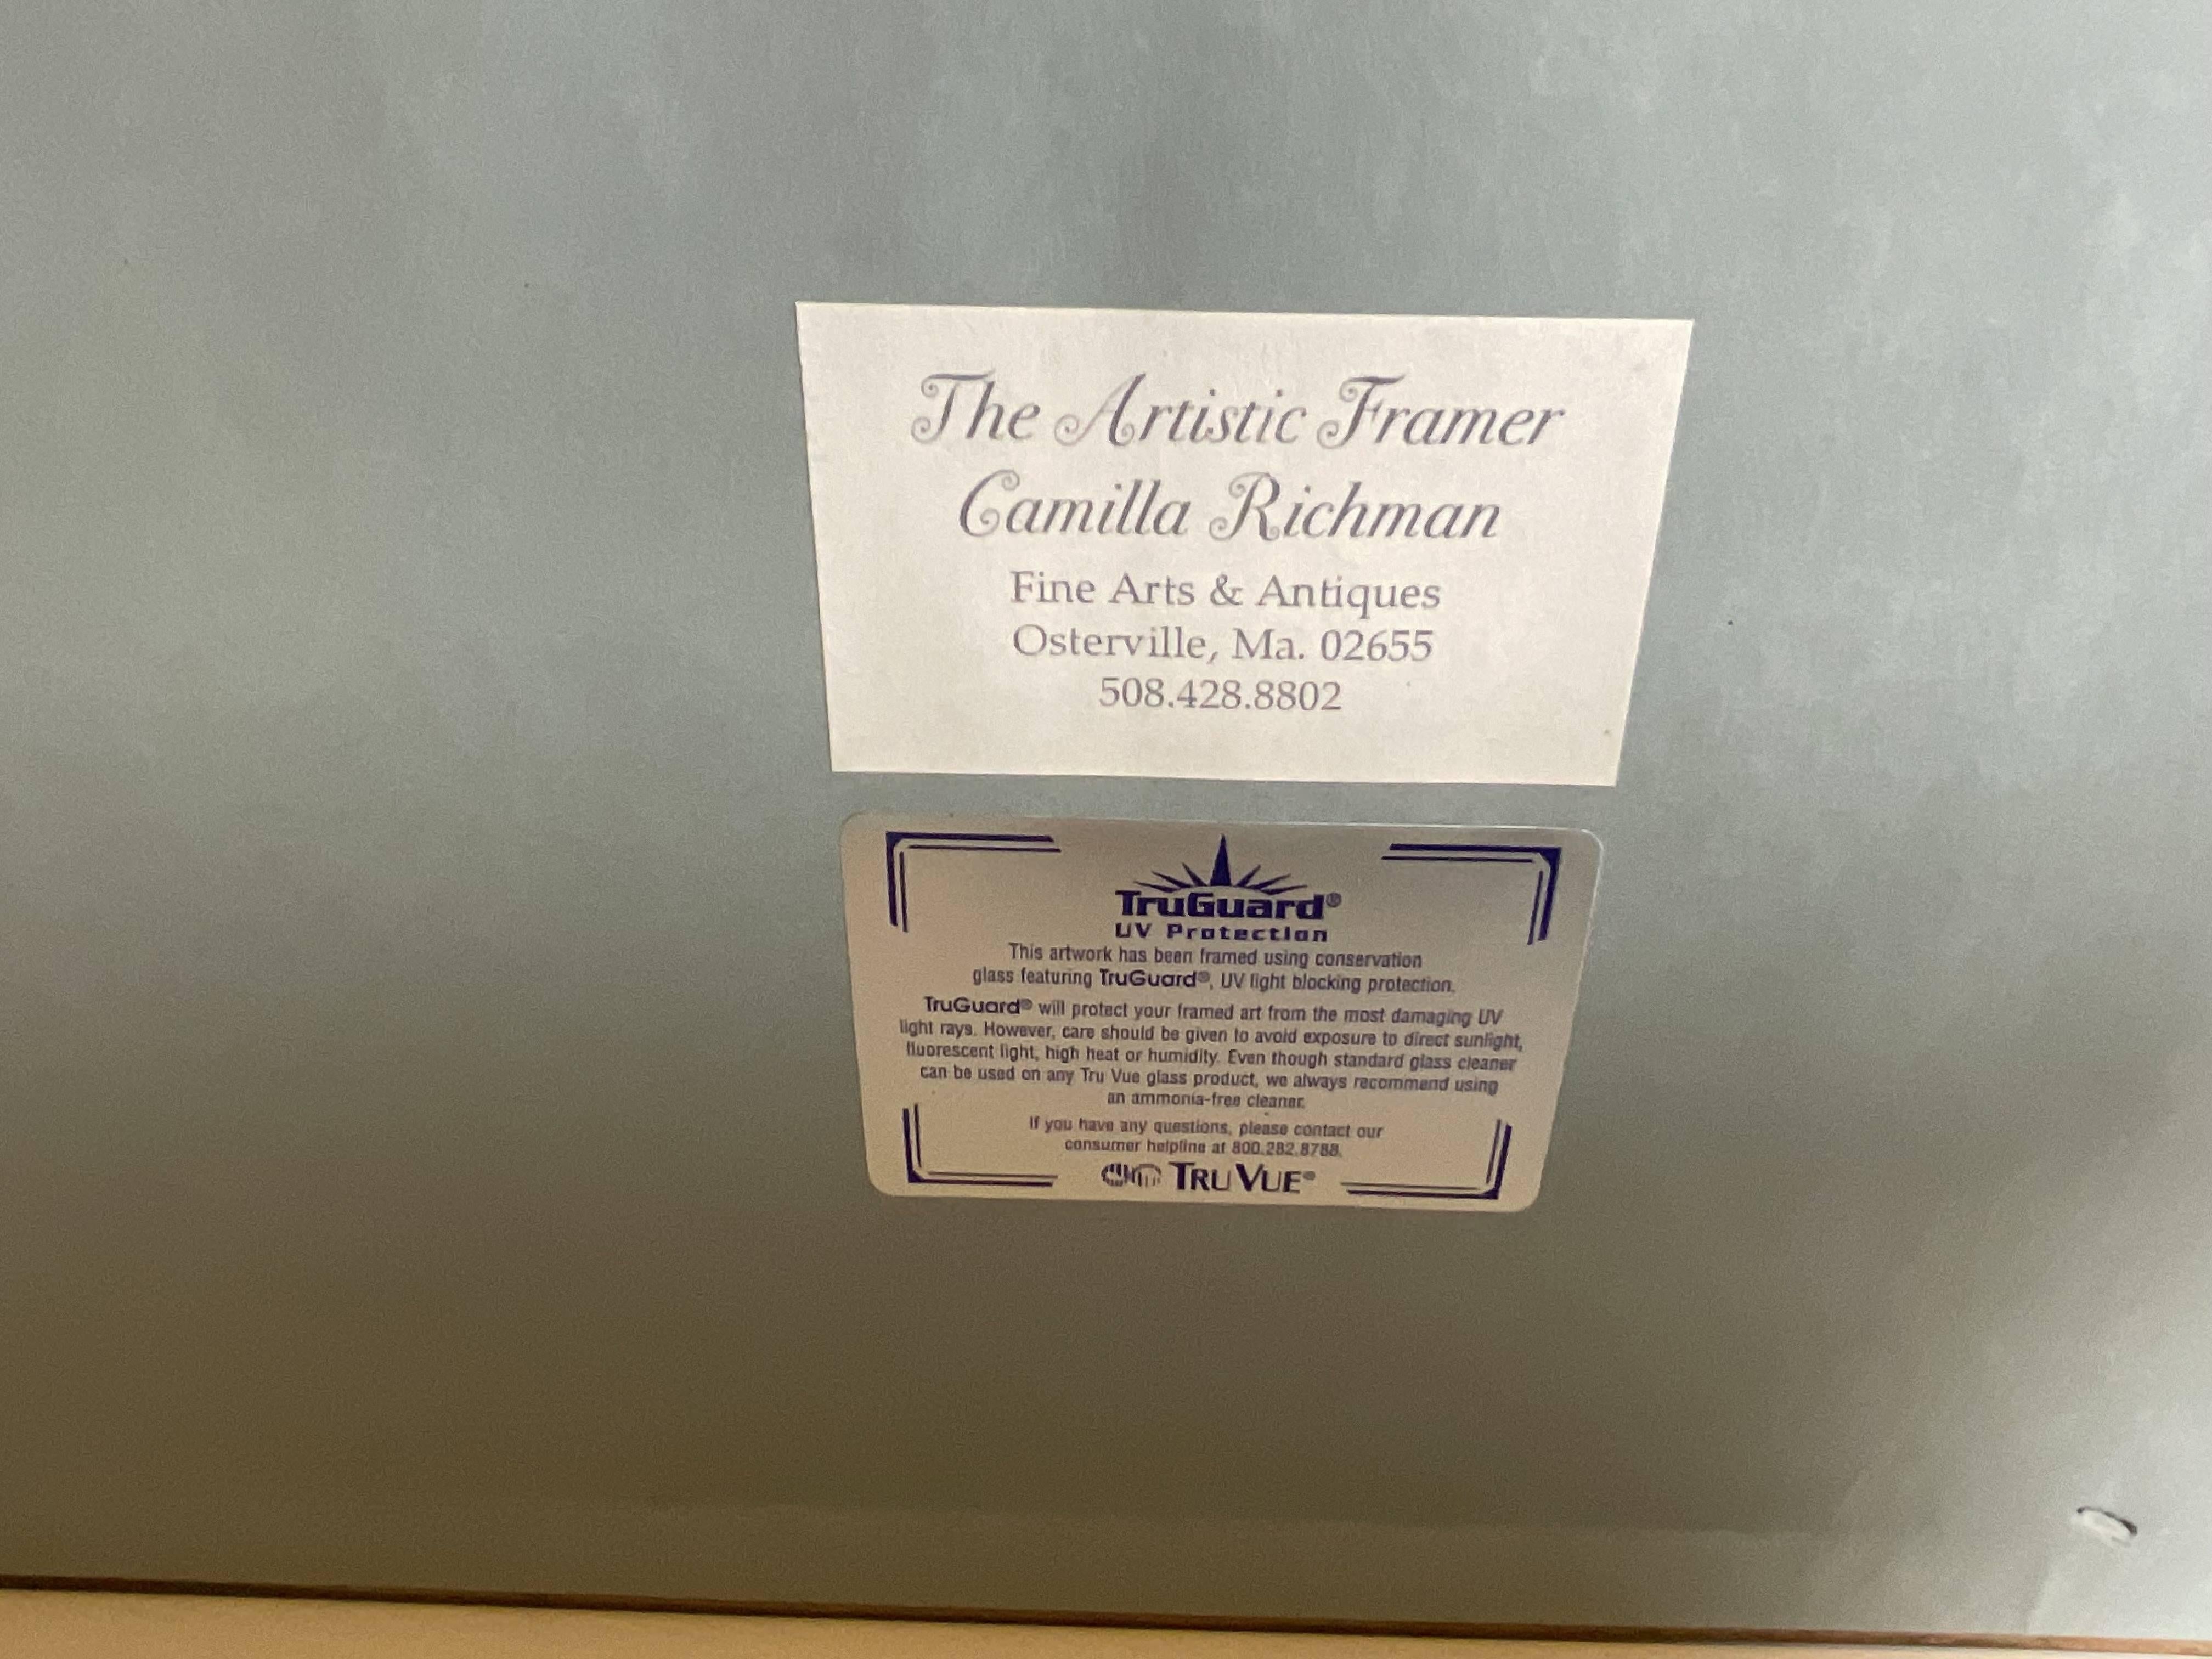 The Artistic Framer
Camilla Richman
Fine Arts & Antiques
Osterville, Ma. 02655
508.428.8802
TruGuard®
UV Protection
This artwork has been framed using conservation
glass featuring TruGuard®, UV light blocking protection.
TruGuard® will protect your framed art from the most damaging UV
light rays. However, care should be given to avoid exposure to direct sunlight,
fluorescent light, high heat or humidity. Even though standard glass cleaner
can be used on any Tru Vue glass product, we always recommend using
an ammonia-free cleaner.
If you have any questions, please contact our
consumer helpline at 800.282.8788.
TRU VUE®